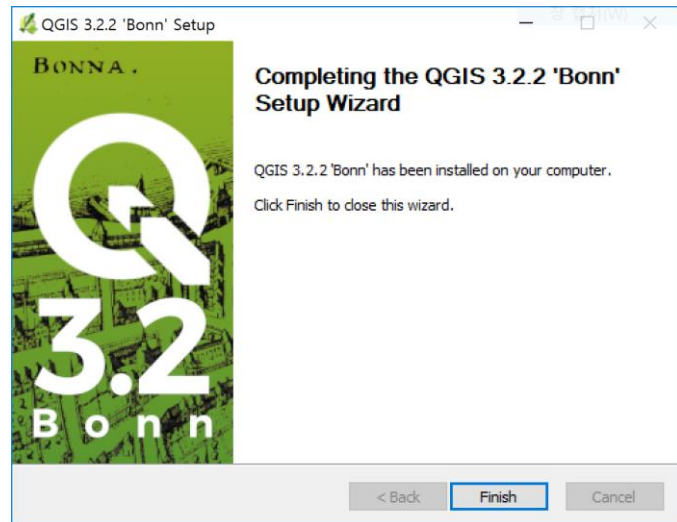 QGIS 3.2.2 'Bonn' Setup
BONNA.
3.2
Bonn
Completing the QGIS 3.2.2 'Bonn'
Setup Wizard
QGIS 3.2.2 'Bonn' has been installed on your computer.
Click Finish to close this wizard.
< Back
Finish
Cancel